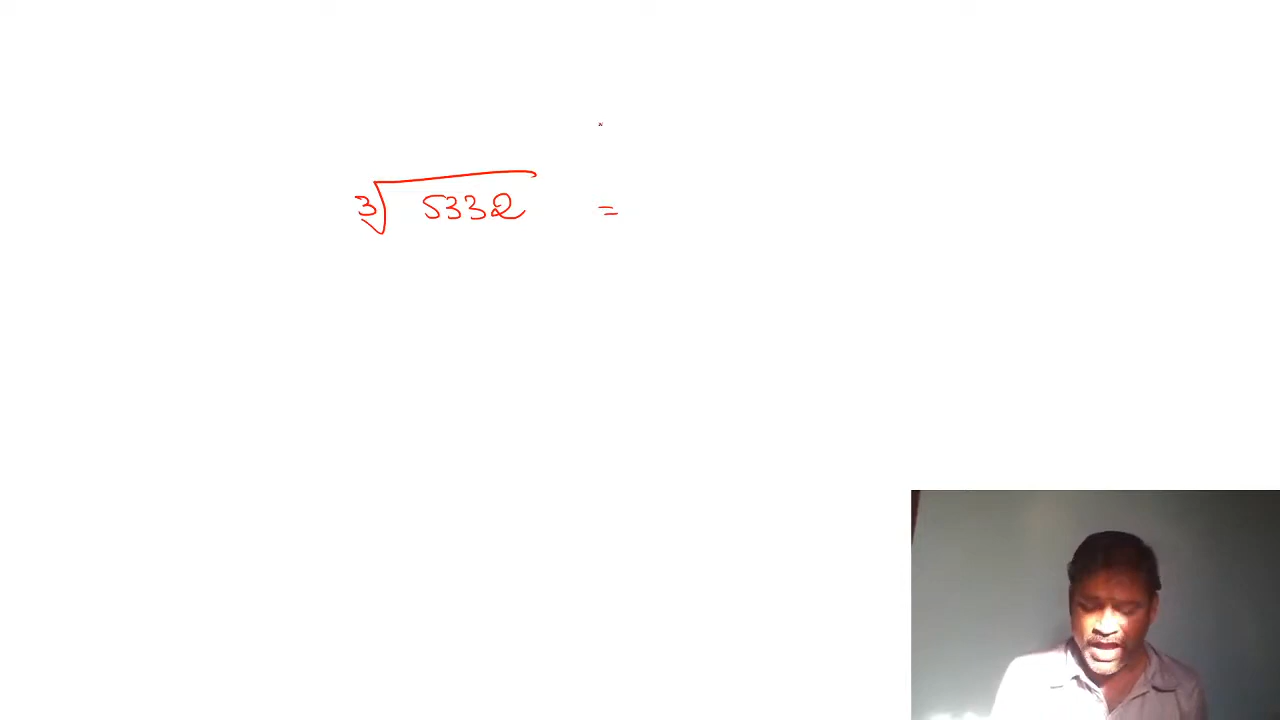 ∛5332 =